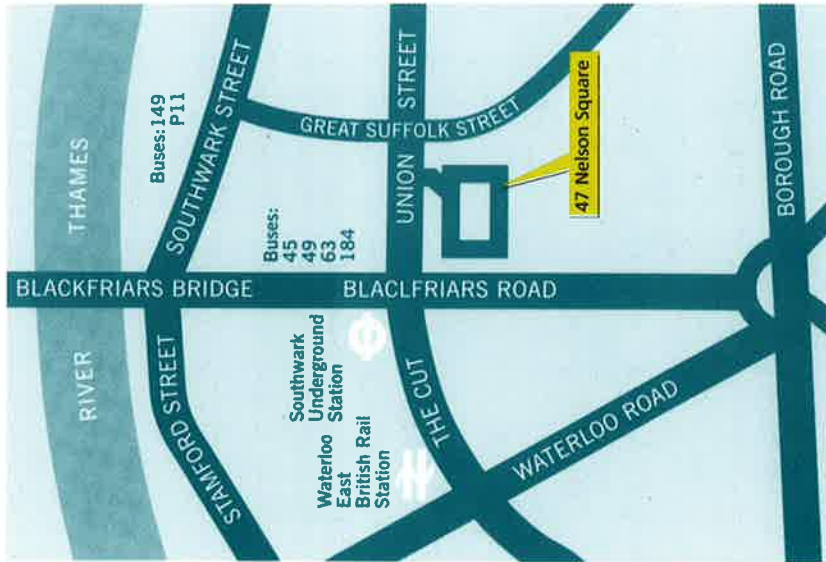 RIVER THAMES
Buses:149
P11
SOUTHWARK STREET
STAMFORD STREET
BLACKFRIARS BRIDGE
BLACLFRIARS ROAD
Buses:
45
49
63
184
UNION STREET
GREAT SUFFOLK STREET
47 Nelson Square
BOROUGH ROAD
Southwark
Underground
Station
Waterloo
East
British Rail
Station
THE CUT
WATERLOO ROAD